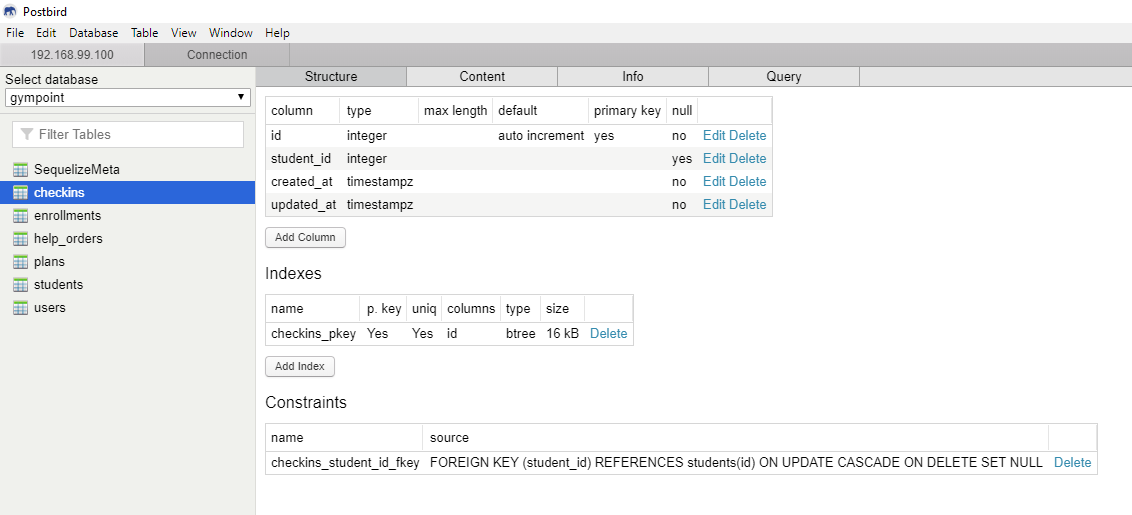 Postbird
File Edit Database Table View Window Help
192.168.99.100 Connection
Select database
gympoint
Filter Tables
SequelizeMeta
checkins
enrollments
help_orders
plans
students
users
Structure Content Info Query
column type max length default primary key null
id integer auto increment yes no Edit Delete
student_id integer yes Edit Delete
created_at timestampz no Edit Delete
updated_at timestampz no Edit Delete
Add Column
Indexes
name p. key uniq columns type size
checkins_pkey Yes Yes id btree 16 kB Delete
Add Index
Constraints
name source
checkins_student_id_fkey FOREIGN KEY (student_id) REFERENCES students(id) ON UPDATE CASCADE ON DELETE SET NULL Delete